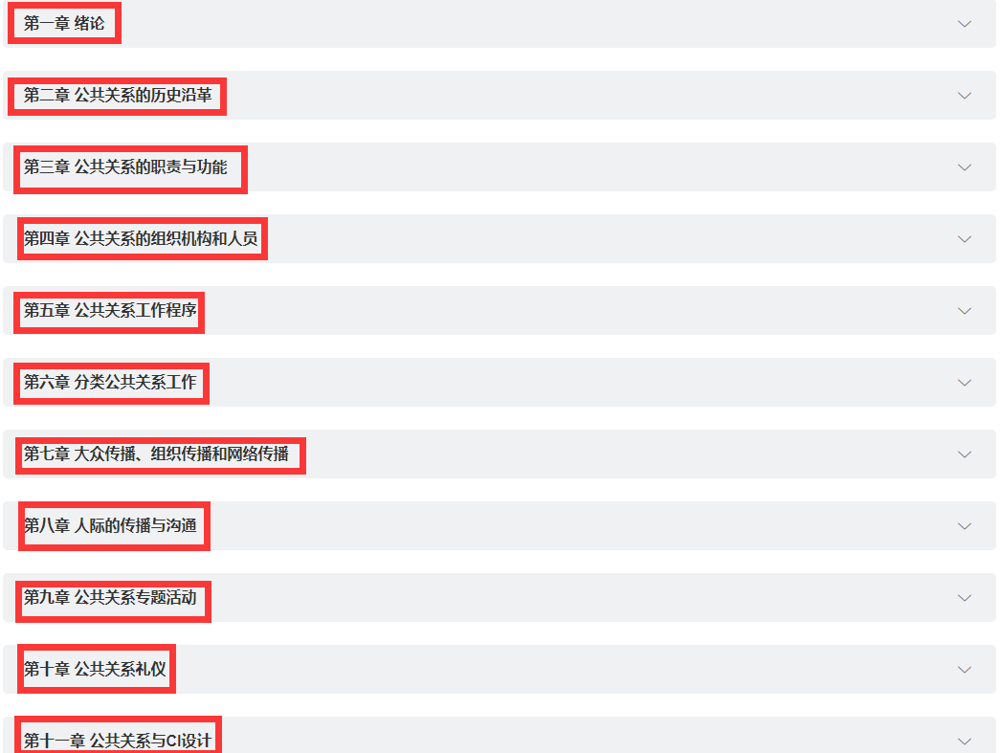 第一章 绪论
第二章 公共关系的历史沿革
第三章 公共关系的职责与功能
第四章 公共关系的组织机构和人员
第五章 公共关系工作程序
第六章 分类公共关系工作
第七章 大众传播、组织传播和网络传播
第八章 人际的传播与沟通
第九章 公共关系专题活动
第十章 公共关系礼仪
第十一章 公共关系与CI设计